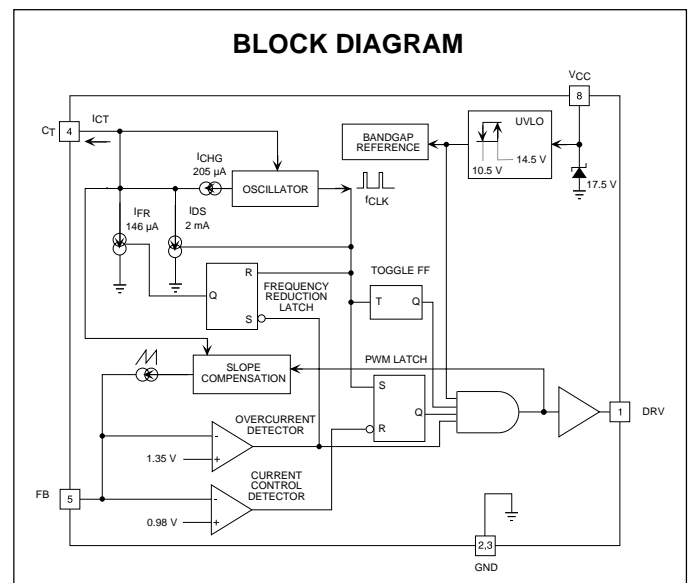 BLOCK DIAGRAM
VCC
8
UVLO
10.5 V
14.5 V
17.5 V
BANDGAP
REFERENCE
CT
4
ICT
ICHG
205 µA
OSCILLATOR
fCLK
IFR
146 µA
IDS
2 mA
R
Q
S
FREQUENCY
REDUCTION
LATCH
TOGGLE FF
T
Q
SLOPE
COMPENSATION
PWM LATCH
S
Q
R
1
DRV
OVERCURRENT
DETECTOR
-
+
1.35 V
FB
5
CURRENT
CONTROL
DETECTOR
-
+
0.98 V
2,3
GND